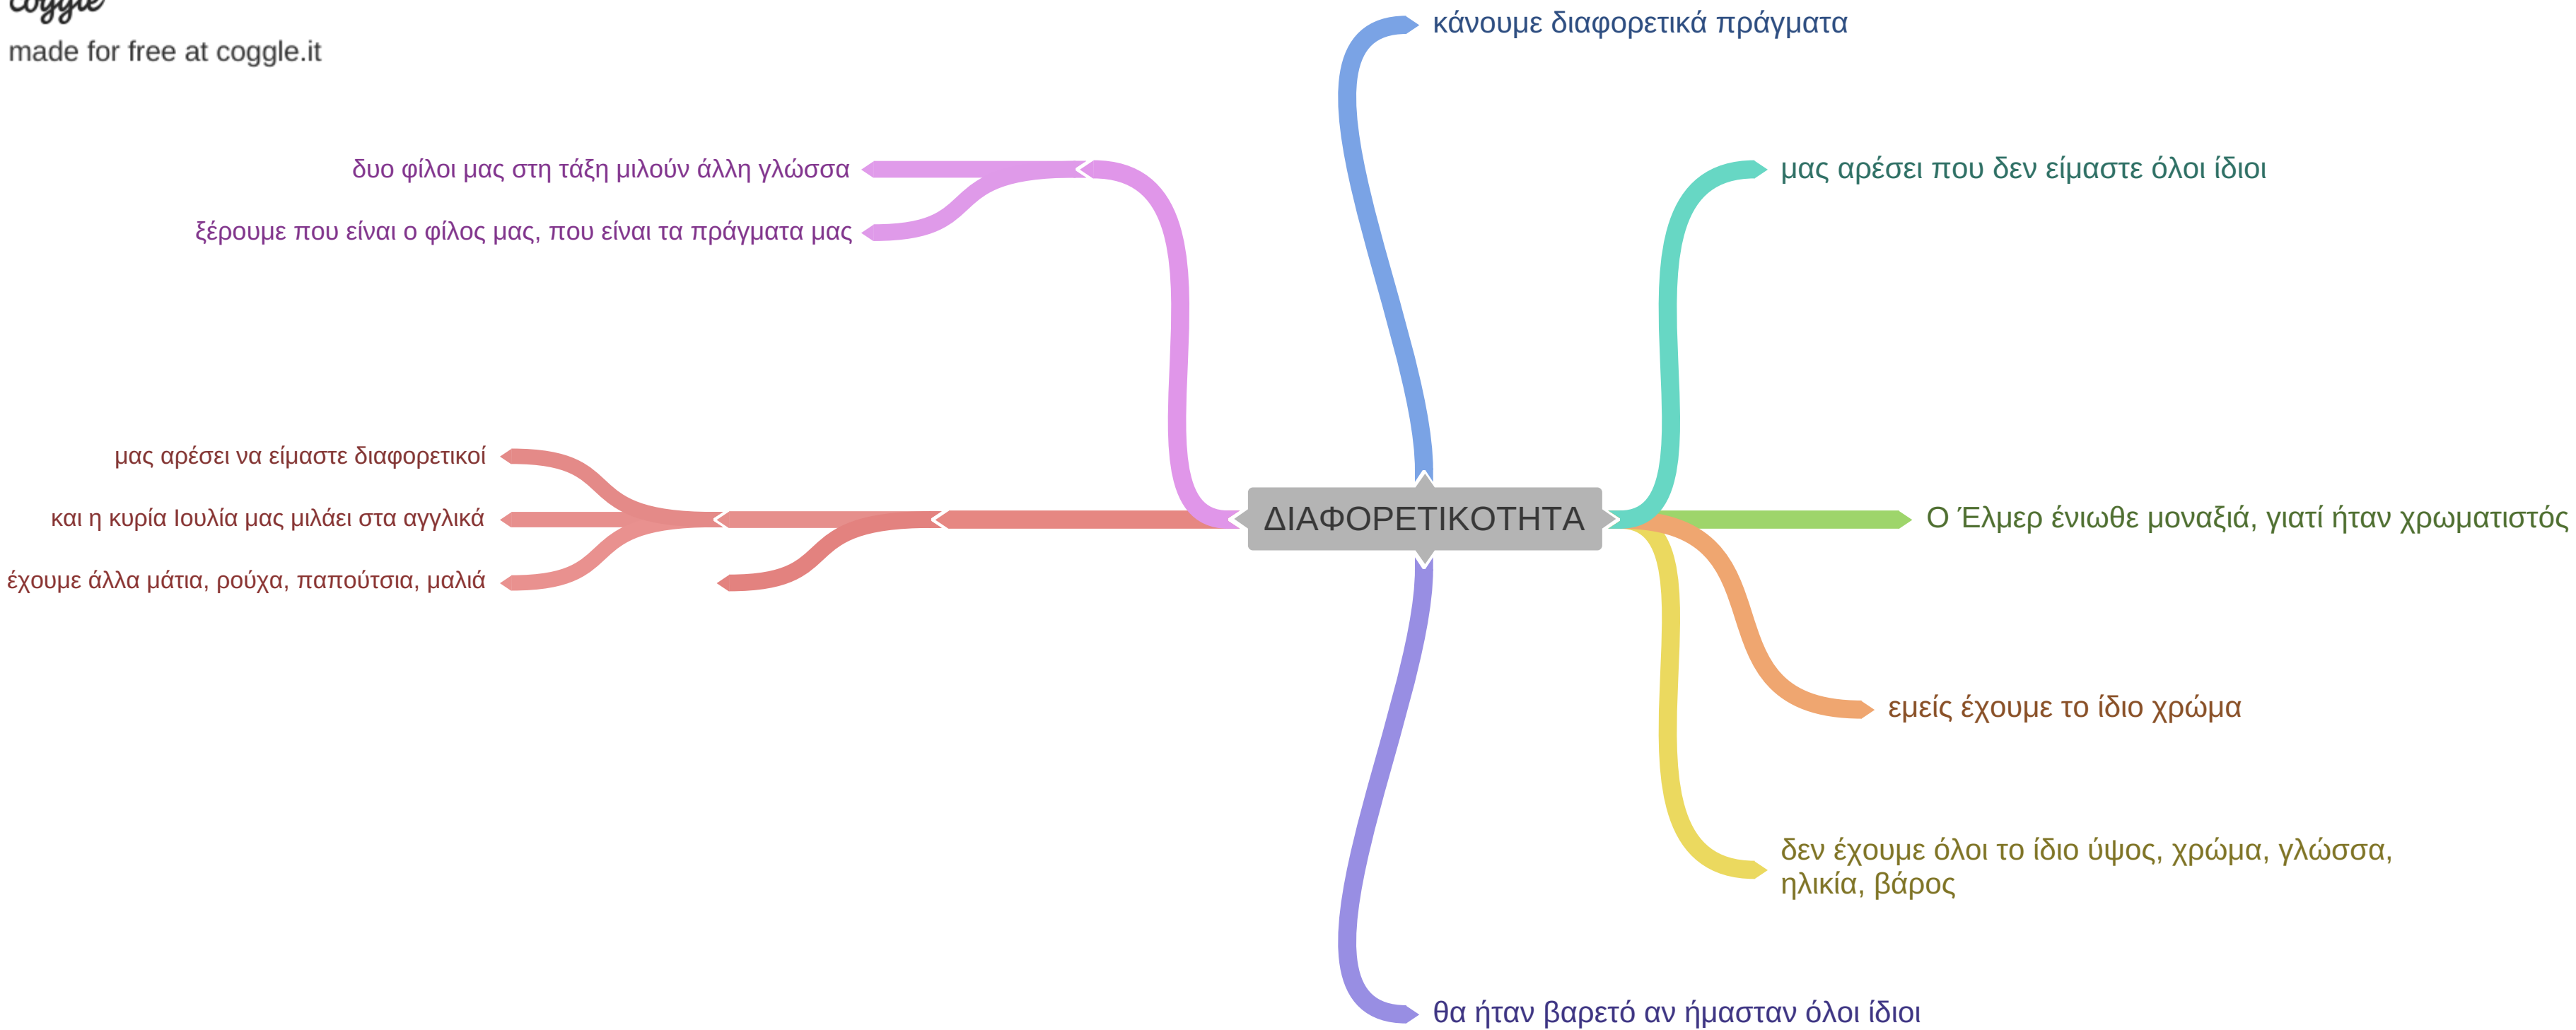 coggle
made for free at coggle.it
κάνουμε διαφορετικά πράγματα
δυο φίλοι μας στη τάξη μιλούν άλλη γλώσσα
ξέρουμε που είναι ο φίλος μας, που είναι τα πράγματα μας
μας αρέσει που δεν είμαστε όλοι ίδιοι
μας αρέσει να είμαστε διαφορετικοί
και η κυρία Ιουλία μας μιλάει στα αγγλικά
έχουμε άλλα μάτια, ρούχα, παπούτσια, μαλιά
ΔΙΑΦΟΡΕΤΙΚΟΤΗΤΑ
Ο Έλμερ ένιωθε μοναξιά, γιατί ήταν χρωματιστός
εμείς έχουμε το ίδιο χρώμα
δεν έχουμε όλοι το ίδιο ύψος, χρώμα, γλώσσα,
ηλικία, βάρος
θα ήταν βαρετό αν ήμασταν όλοι ίδιοι